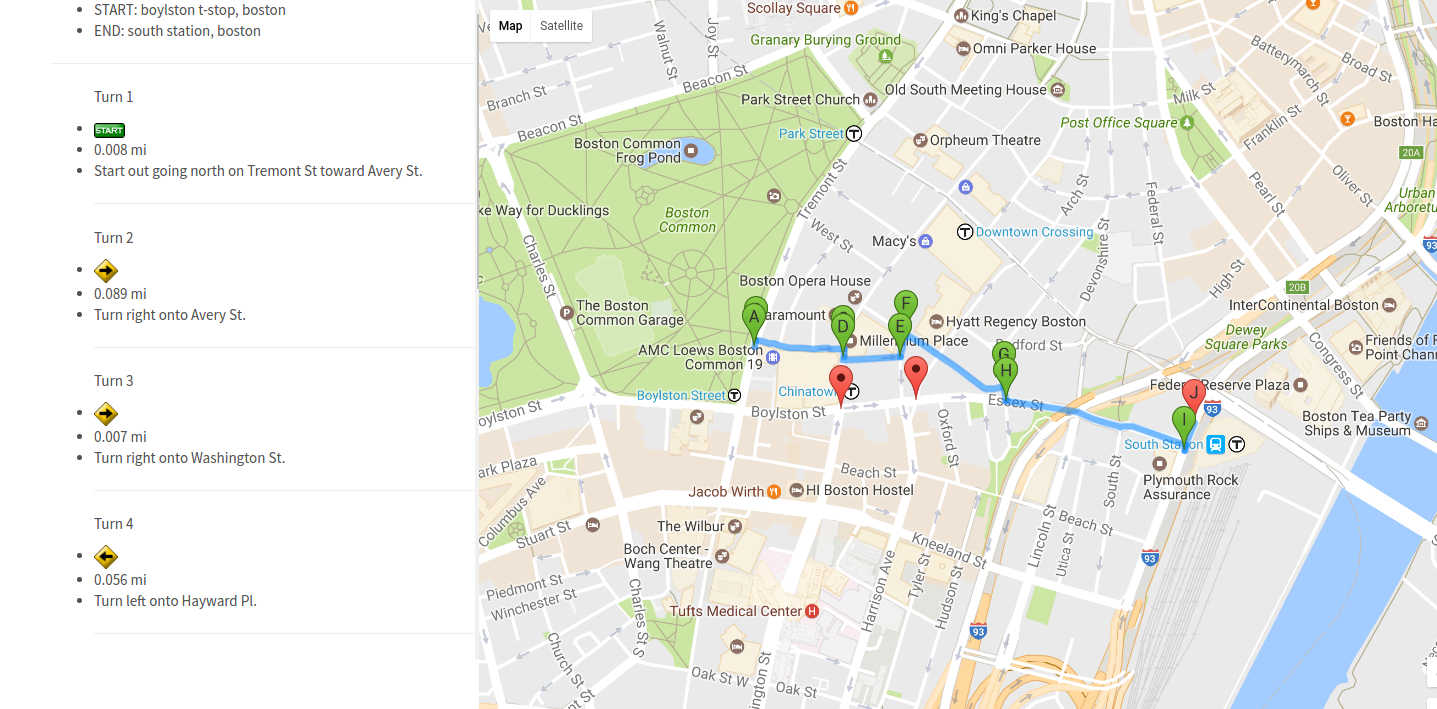 START: boylston t-stop, boston
END: south station, boston
Turn 1
START
0.008 mi
Start out going north on Tremont St toward Avery St.
Turn 2
0.089 mi
Turn right onto Avery St.
Turn 3
0.007 mi
Turn right onto Washington St.
Turn 4
0.056 mi
Turn left onto Hayward Pl.
Map
Satellite
Scollay Square
King's Chapel
Walnut St
Joy St
Granary Burying Ground
Omni Parker House
Batterymarch St
Broad St
Beacon St
Branch St
Park Street Church
Old South Meeting House
Milk St
Beacon St
Park Street
T
Post Office Square
Franklin St
Boston Ha
Boston Common
Frog Pond
Orpheum Theatre
20A
Tremont St
Arch St
Federal St
Pearl St
Oliver St
Urban
Arboretu
ke Way for Ducklings
Boston
Common
West St
Macy's
T
Downtown Crossing
93
Charles St
Devonshire St
High St
Boston Opera House
20B
The Boston
Common Garage
A
aramount
D
F
E
Hyatt Regency Boston
InterContinental Boston
Dewey
Square Parks
Millen
m Place
dford St
AMC Loews Boston
Common 19
G
H
Congress St
Friends of F
Point Chann
Boylston Street
T
Chinatow
T
Essex St
Feder
Reserve Plaza
J
93
oylston St
Boylston St
Oxford St
I
Boston Tea Party
Ships & Museum
South Station
T
ark Plaza
Beach St
South St
Plymouth Rock
Assurance
Columbus Ave
Jacob Wirth
HI Boston Hostel
Stuart St
The Wilbur
Lincoln St
Beach St
Boch Center -
Wang Theatre
Kneeland St
Utica St
93
Piedmont St
Winchester St
Charles St S
Harrison Ave
Tyler St
Hudson St
Tufts Medical Center
H
93
Church St
Oak St W
Oak St
ington St